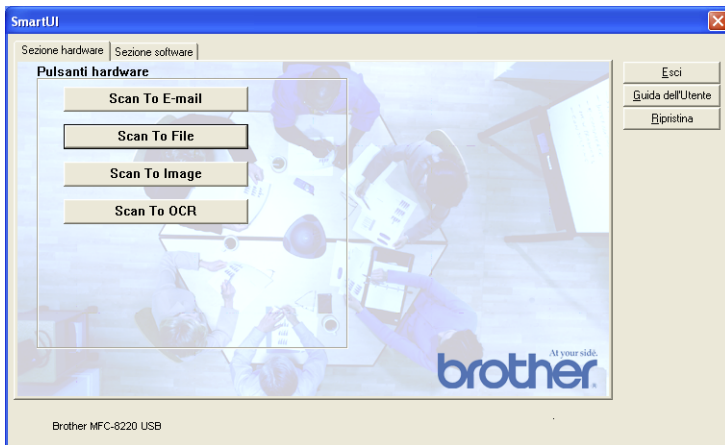 SmartUI
Sezione hardware
Sezione software
Pulsanti hardware
Scan To E-mail
Scan To File
Scan To Image
Scan To OCR
Esci
Guida dell'Utente
Ripristina
At your side.
brother
Brother MFC-8220 USB